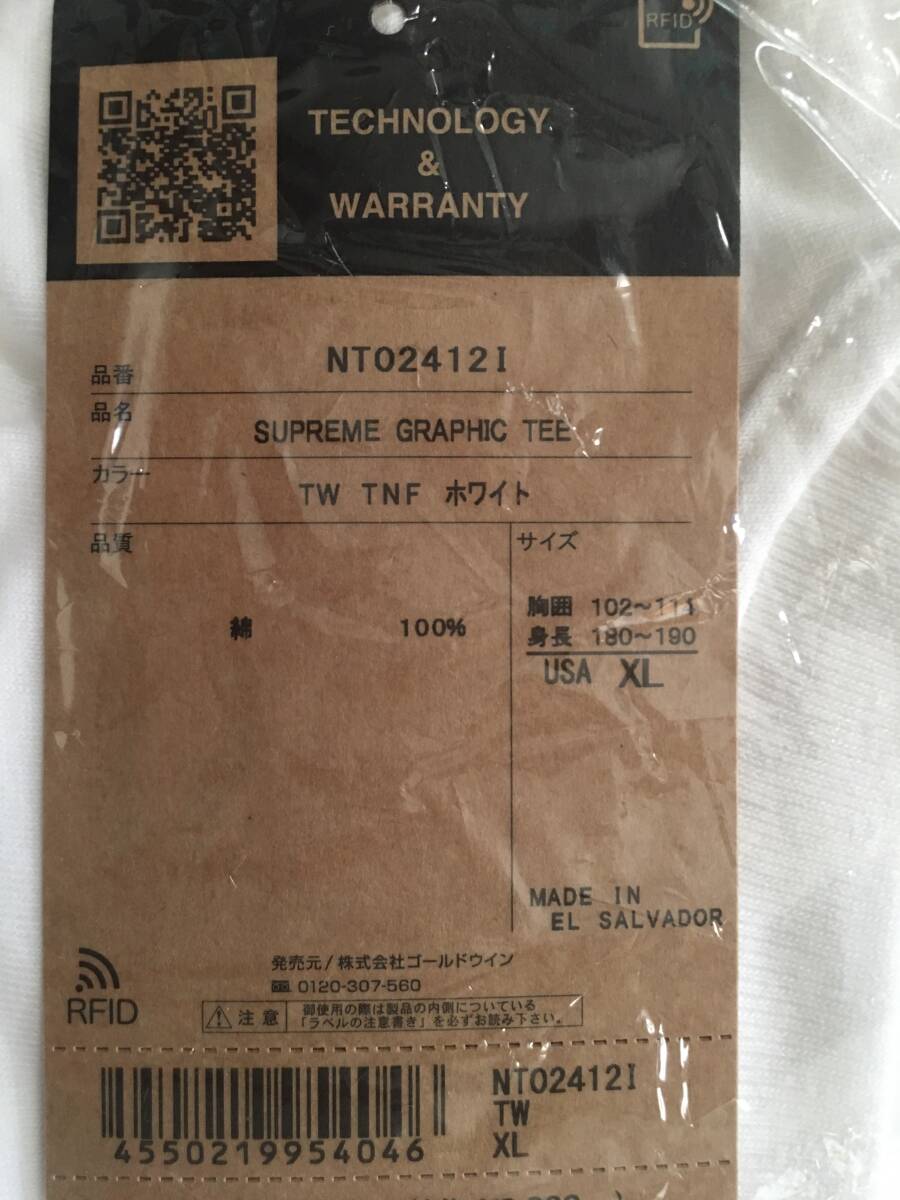 RFID
TECHNOLOGY
&
WARRANTY
品番 NT02412I
品名 SUPREME GRAPHIC TEE
カラー TW TNF ホワイト
品質
サイズ
綿 100%
胸囲 102〜114
身長 180〜190
USA XL
MADE IN
EL SALVADOR
RFID
発売元/株式会社ゴールドウイン
0120-307-560
注意
御使用の際は製品の内側についている
「ラベルの注意書き」を必ずお読み下さい。
NT02412I
TW
XL
4550219954046